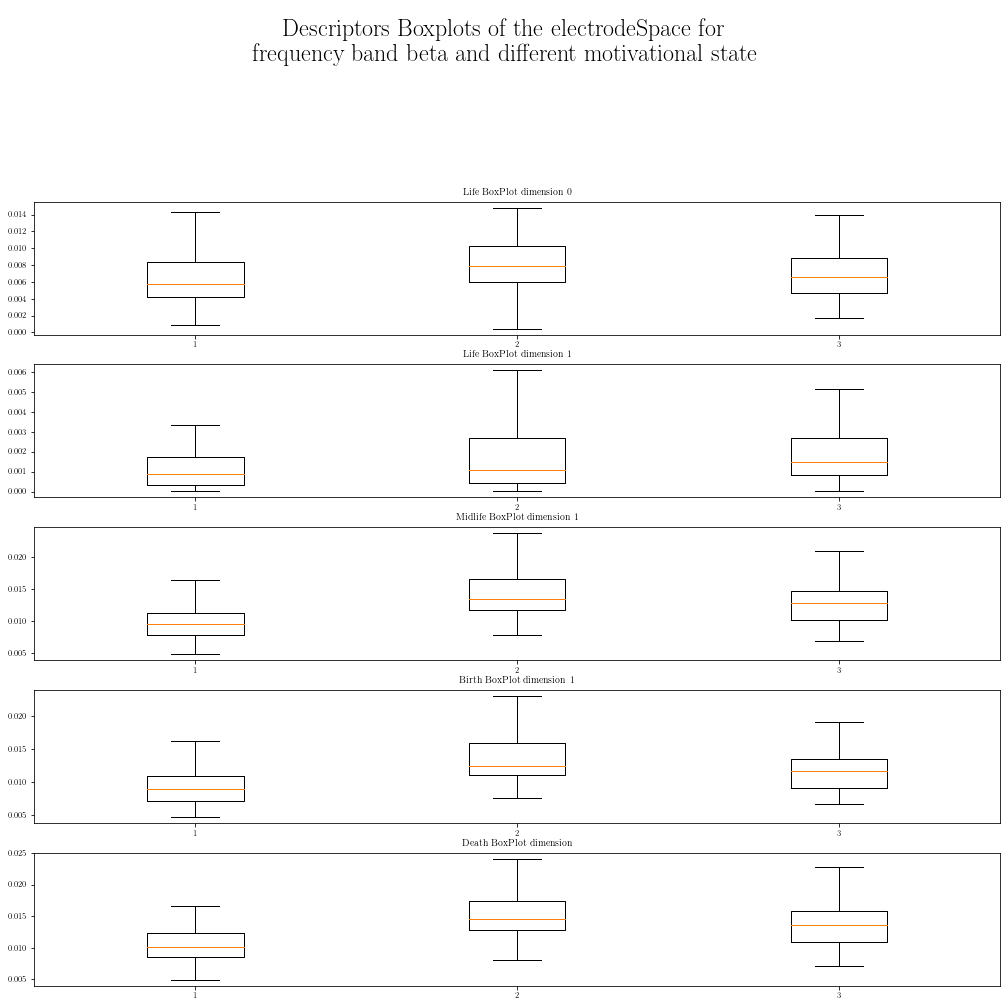 Descriptors Boxplots of the electrodeSpace for
frequency band beta and different motivational state
Life BoxPlot dimension 0
0.014
0.012
0.010
0.008
0.006
0.004
0.002
0.000
1 2 3
Life BoxPlot dimension 1
0.006
0.005
0.004
0.003
0.002
0.001
0.000
1 2 3
Midlife BoxPlot dimension 1
0.020
0.015
0.010
0.005
1 2 3
Birth BoxPlot dimension 1
0.020
0.015
0.010
0.005
1 2 3
Death BoxPlot dimension
0.025
0.020
0.015
0.010
0.005
1 2 3